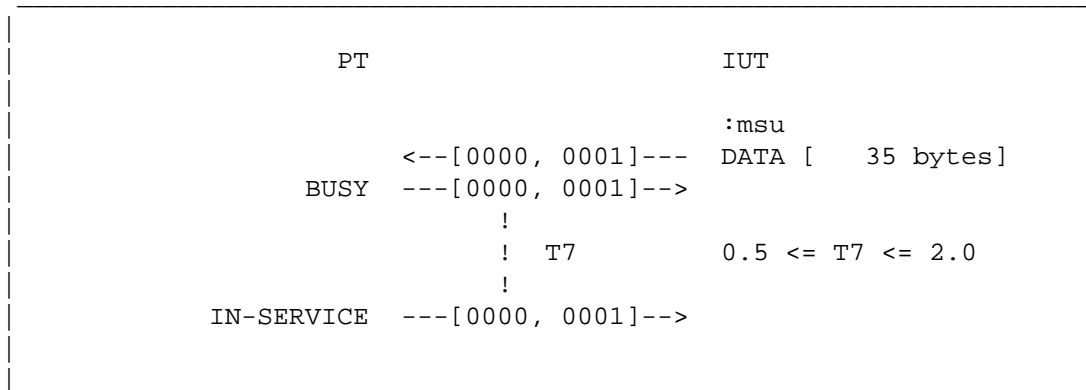 PT IUT
:msu
<--[0000, 0001]--- DATA [ 35 bytes]
BUSY ---[0000, 0001]-->
!
! T7 0.5 <= T7 <= 2.0
!
IN-SERVICE ---[0000, 0001]-->